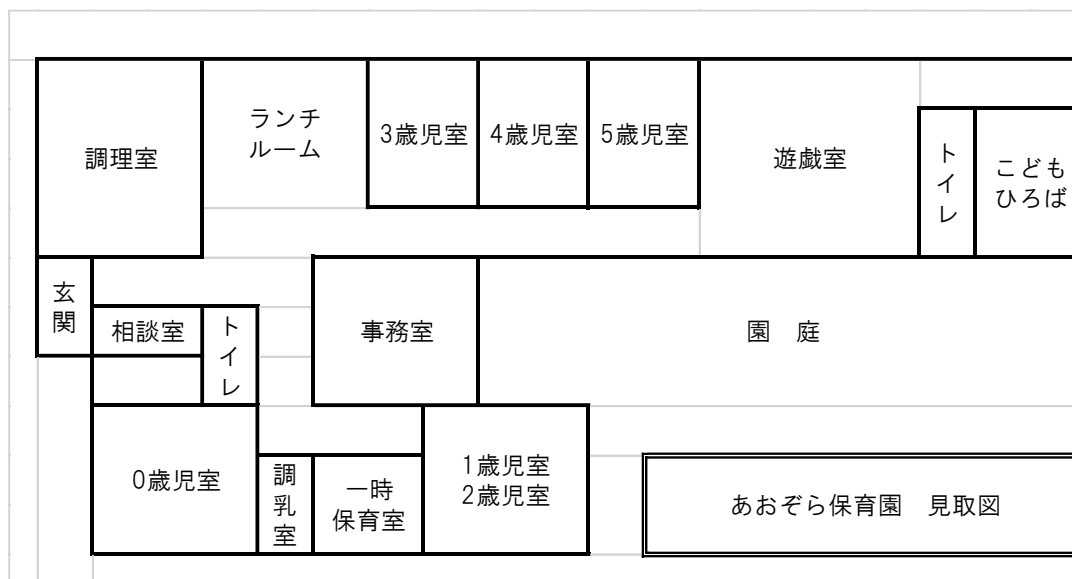 調理室
ランチ
ルーム
3歳児室
4歳児室
5歳児室
遊戯室
トイレ
こども
ひろば
玄関
相談室
トイレ
事務室
園 庭
0歳児室
調乳室
一時
保育室
1歳児室
2歳児室
あおぞら保育園 見取図